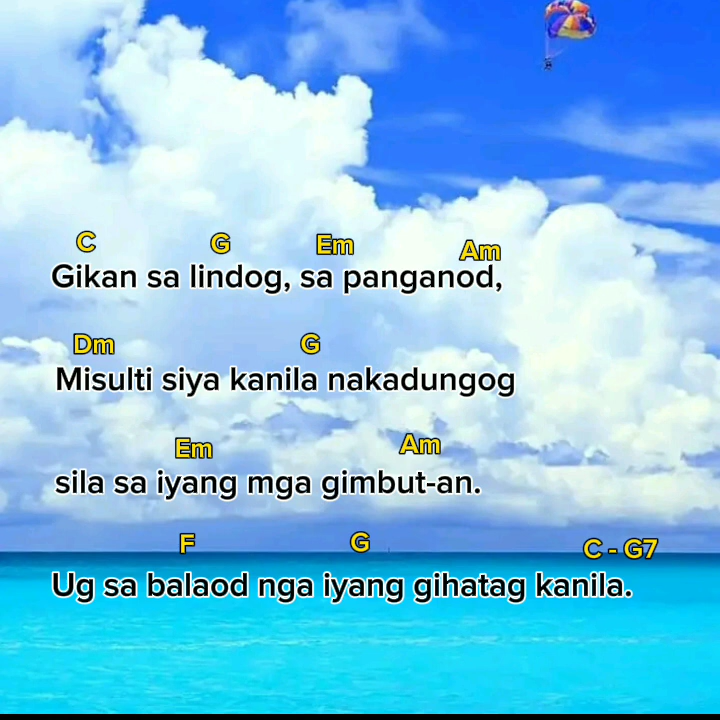 C G Em Am
Gikan sa lindog, sa panganod,
Dm G
Misulti siya kanila nakadungog
Em Am
sila sa iyang mga gimbut-an.
F G C - G7
Ug sa balaod nga iyang gihatag kanila.